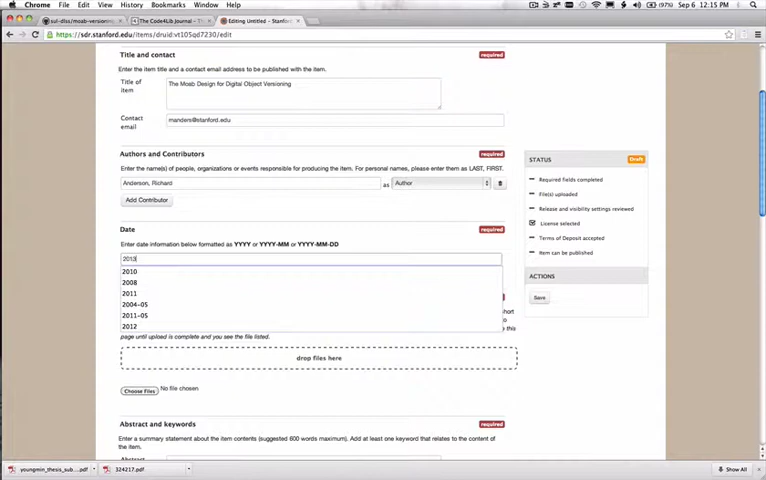 Chrome File Edit View History Bookmarks Window Help (97%) Sep 6 12:15 PM
sul-dlss/moab-versioning The Code4Lib Journal – T Editing Untitled – Stanford
https://sdr.stanford.edu/items/druid:vt105qd7230/edit
Title and contact required
Enter the item title and a contact email address to be published with the item.
Title of item The Moab Design for Digital Object Versioning
Contact email manders@stanford.edu
Authors and Contributors required
Enter the name(s) of people, organizations or events responsible for producing the item. For personal names, please enter them as LAST, FIRST.
Anderson, Richard as Author
Add Contributor
Date required
Enter date information below formatted as YYYY or YYYY-MM or YYYY-MM-DD
2013
2010
2008
2011
2004-05
2011-05
2012
short
to
this
page until upload is complete and you see the file listed.
drop files here
Choose Files No file chosen
Abstract and keywords required
Enter a summary statement about the item contents (suggested 600 words maximum). Add at least one keyword that relates to the content of
the item.
STATUS Draft
Required fields completed
File(s) uploaded
Release and visibility settings reviewed
License selected
Terms of Deposit accepted
Item can be published
ACTIONS
Save
youngmin_thesis_sub....pdf 324217.pdf Show All